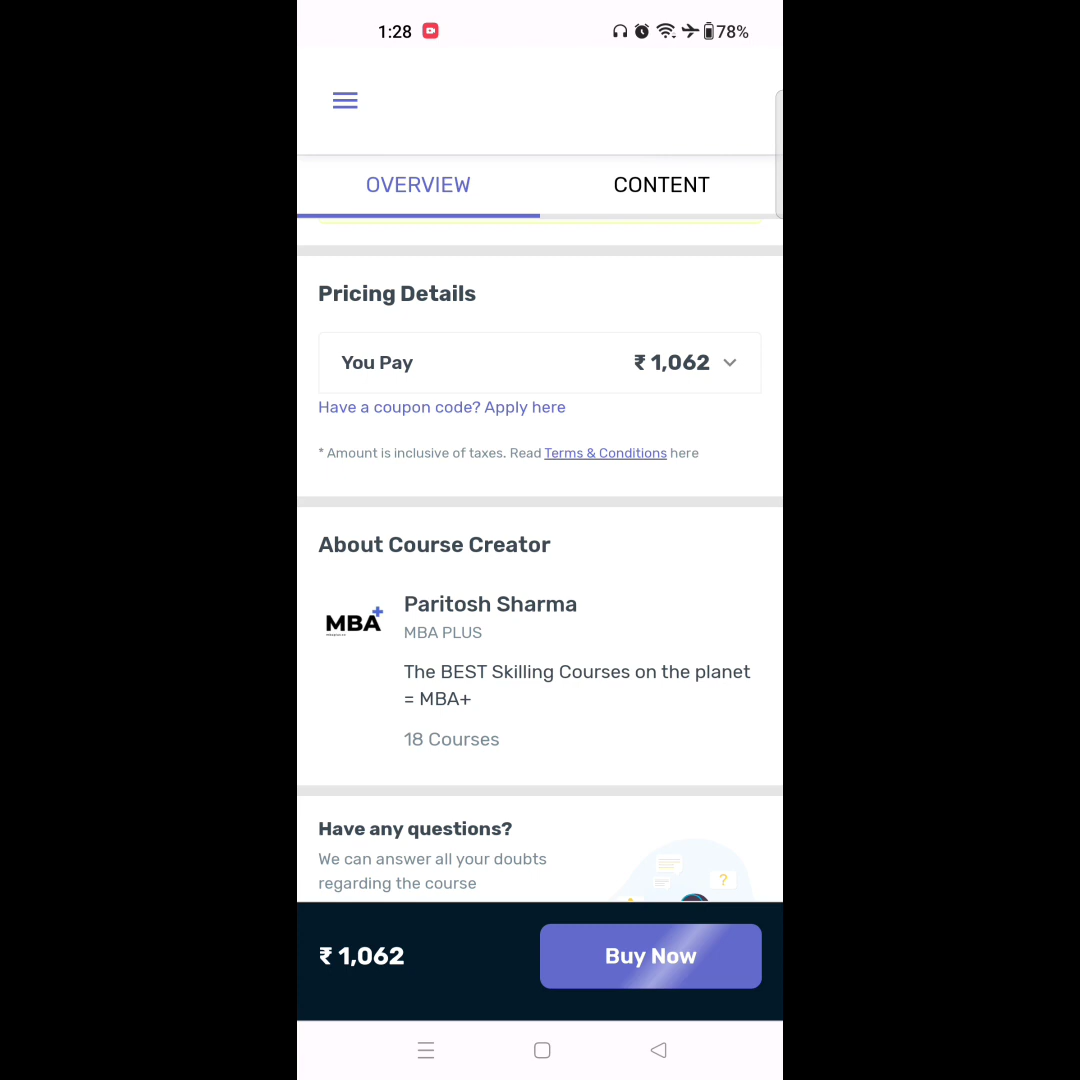 1:28
78%
OVERVIEW
CONTENT
Pricing Details
You Pay
₹ 1,062
Have a coupon code? Apply here
* Amount is inclusive of taxes. Read Terms & Conditions here
About Course Creator
MBA+
Paritosh Sharma
MBA PLUS
The BEST Skilling Courses on the planet
= MBA+
18 Courses
Have any questions?
We can answer all your doubts
regarding the course
?
₹ 1,062
Buy Now